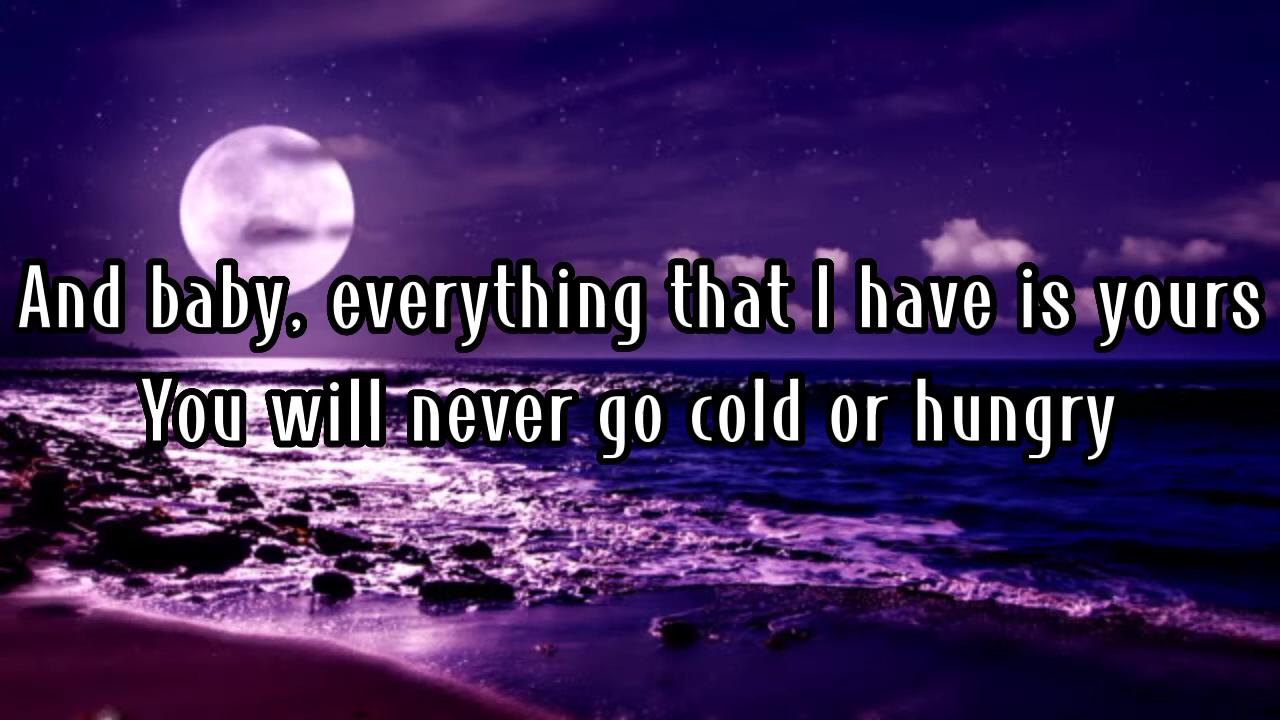 And baby, everything that I have is yours
You will never go cold or hungry